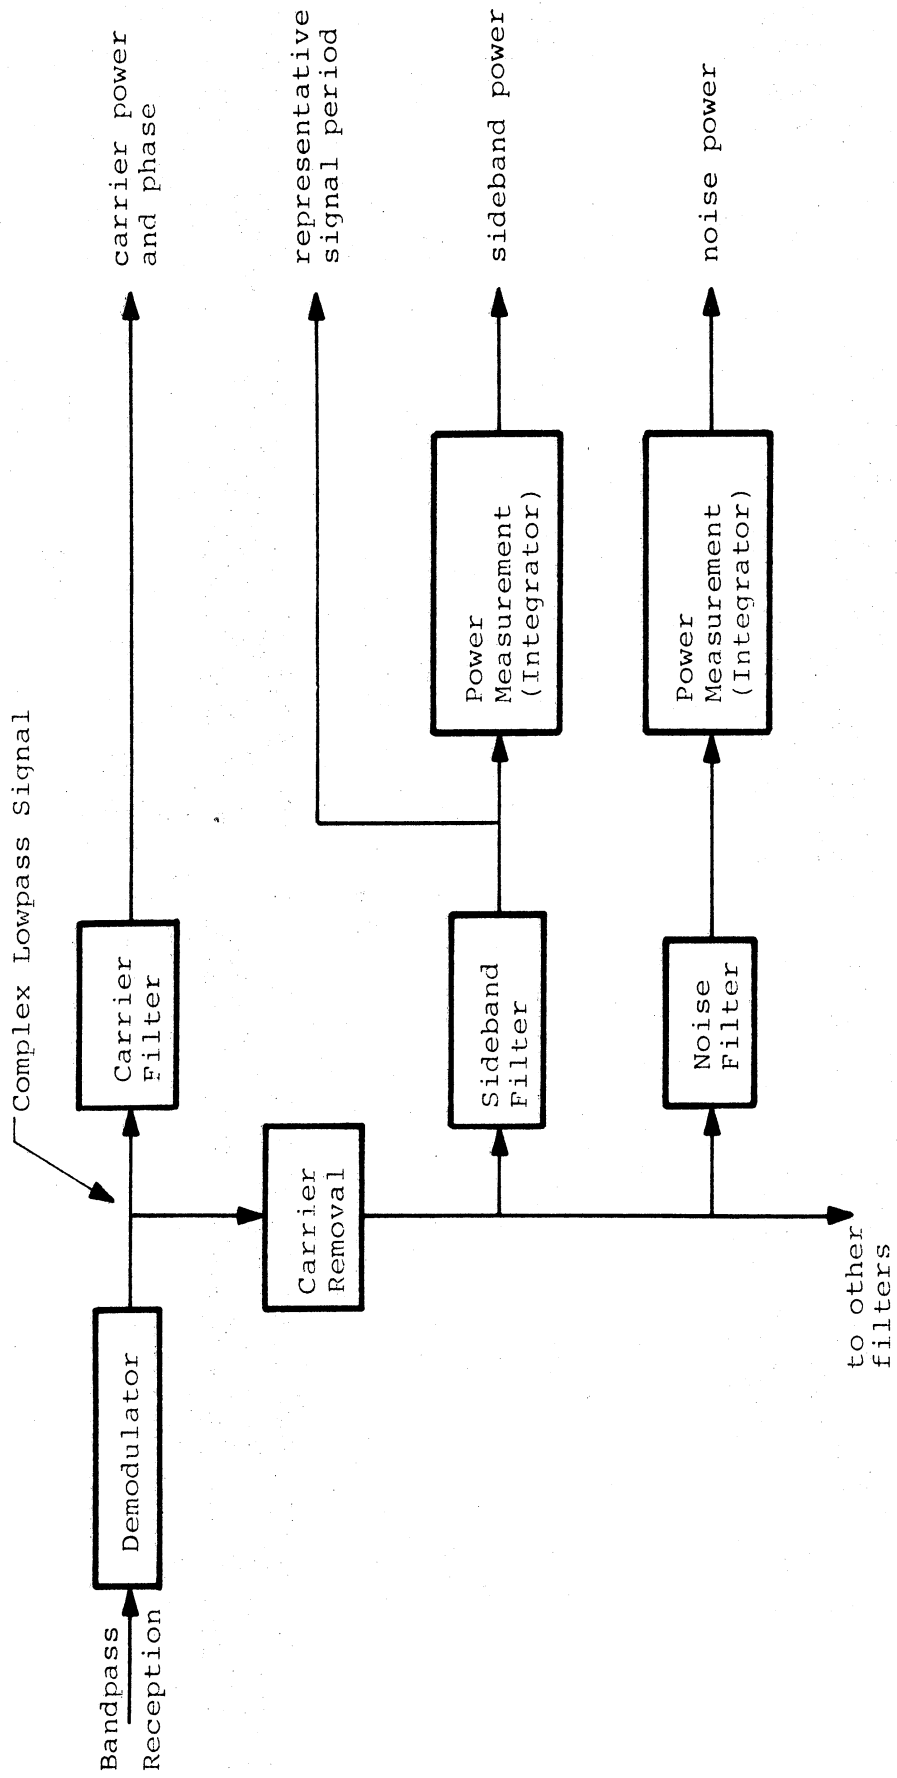 Complex Lowpass Signal
Bandpass
Reception
Demodulator
Carrier
Filter
carrier power
and phase
Carrier
Removal
representative
signal period
Sideband
Filter
Power
Measurement
(Integrator)
sideband power
Noise
Filter
Power
Measurement
(Integrator)
noise power
to other
filters